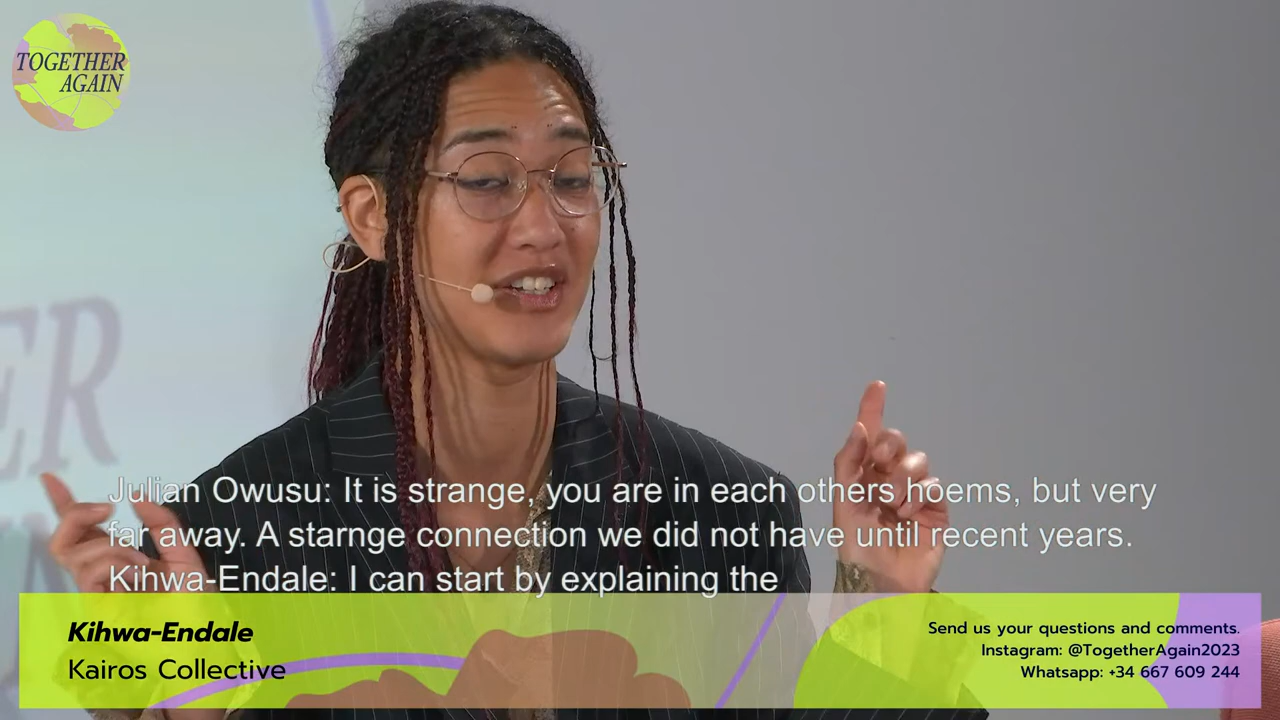 TOGETHER
AGAIN
ER
Julian Owusu: It is strange, you are in each others hoems, but very
far away. A starnge connection we did not have until recent years.
Kihwa-Endale: I can start by explaining the
Kihwa-Endale
Kairos Collective
Send us your questions and comments.
Instagram: @TogetherAgain2023
Whatsapp: +34 667 609 244